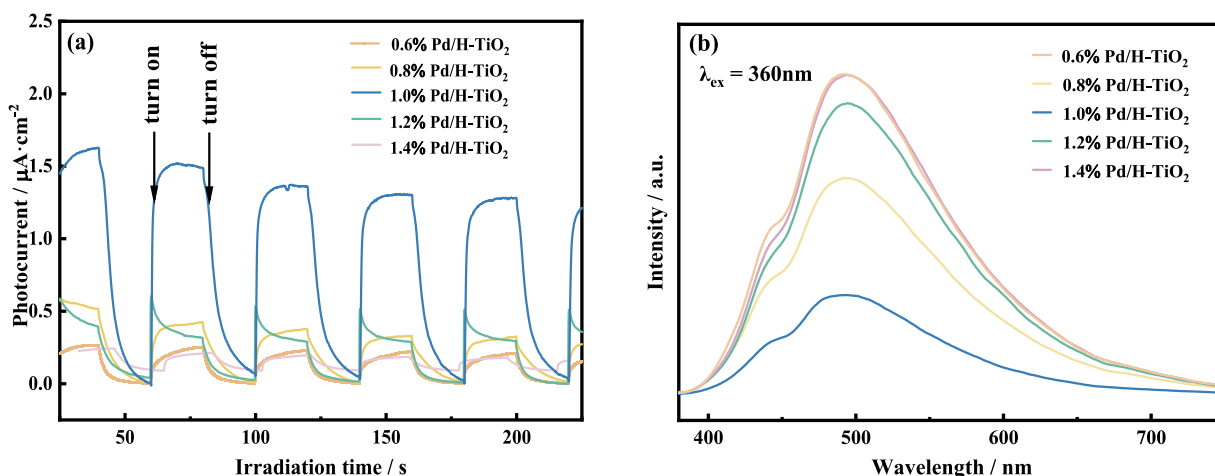 (a)
turn on
turn off
0.6% Pd/H-TiO₂
0.8% Pd/H-TiO₂
1.0% Pd/H-TiO₂
1.2% Pd/H-TiO₂
1.4% Pd/H-TiO₂
Photocurrent / μA·cm⁻²
2.5
2.0
1.5
1.0
0.5
0.0
50
100
150
200
Irradiation time / s
(b)
λex = 360nm
0.6% Pd/H-TiO₂
0.8% Pd/H-TiO₂
1.0% Pd/H-TiO₂
1.2% Pd/H-TiO₂
1.4% Pd/H-TiO₂
Intensity / a.u.
400
500
600
700
Wavelength / nm